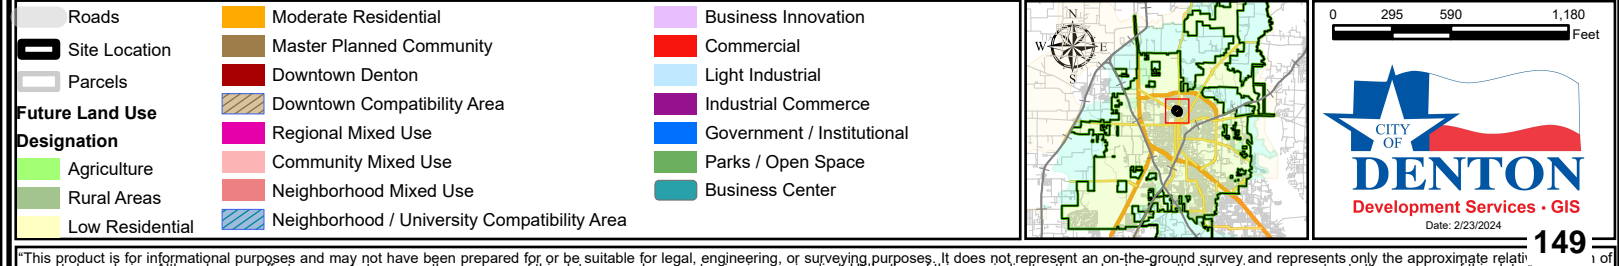 Roads
Site Location
Parcels
Future Land Use
Designation
Agriculture
Rural Areas
Low Residential
Moderate Residential
Master Planned Community
Downtown Denton
Downtown Compatibility Area
Regional Mixed Use
Community Mixed Use
Neighborhood Mixed Use
Neighborhood / University Compatibility Area
Business Innovation
Commercial
Light Industrial
Industrial Commerce
Government / Institutional
Parks / Open Space
Business Center
N
W E
S
0 295 590 1,180
Feet
CITY
OF
DENTON
Development Services • GIS
Date: 2/23/2024
149
"This product is for informational purposes and may not have been prepared for or be suitable for legal, engineering, or surveying purposes. It does not represent an on-the-ground survey and represents only the approximate of